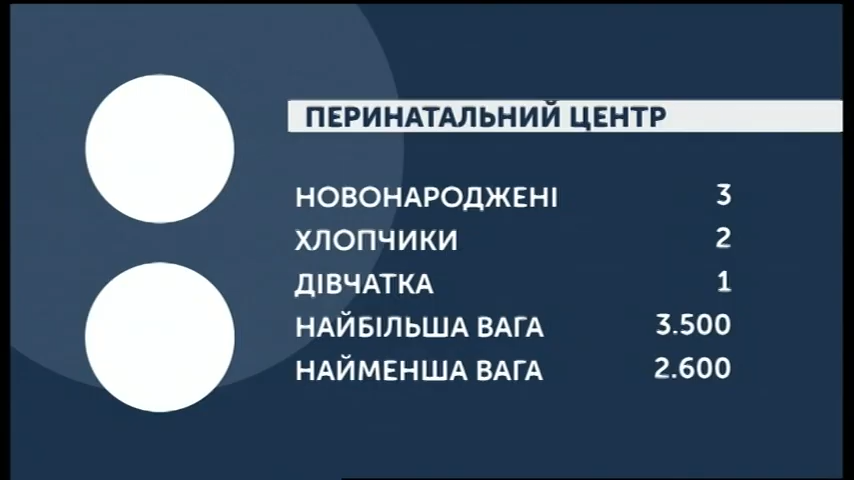 ПЕРИНАТАЛЬНИЙ ЦЕНТР
НОВОНАРОДЖЕНІ 3
ХЛОПЧИКИ 2
ДІВЧАТКА 1
НАЙБІЛЬША ВАГА 3.500
НАЙМЕНША ВАГА 2.600